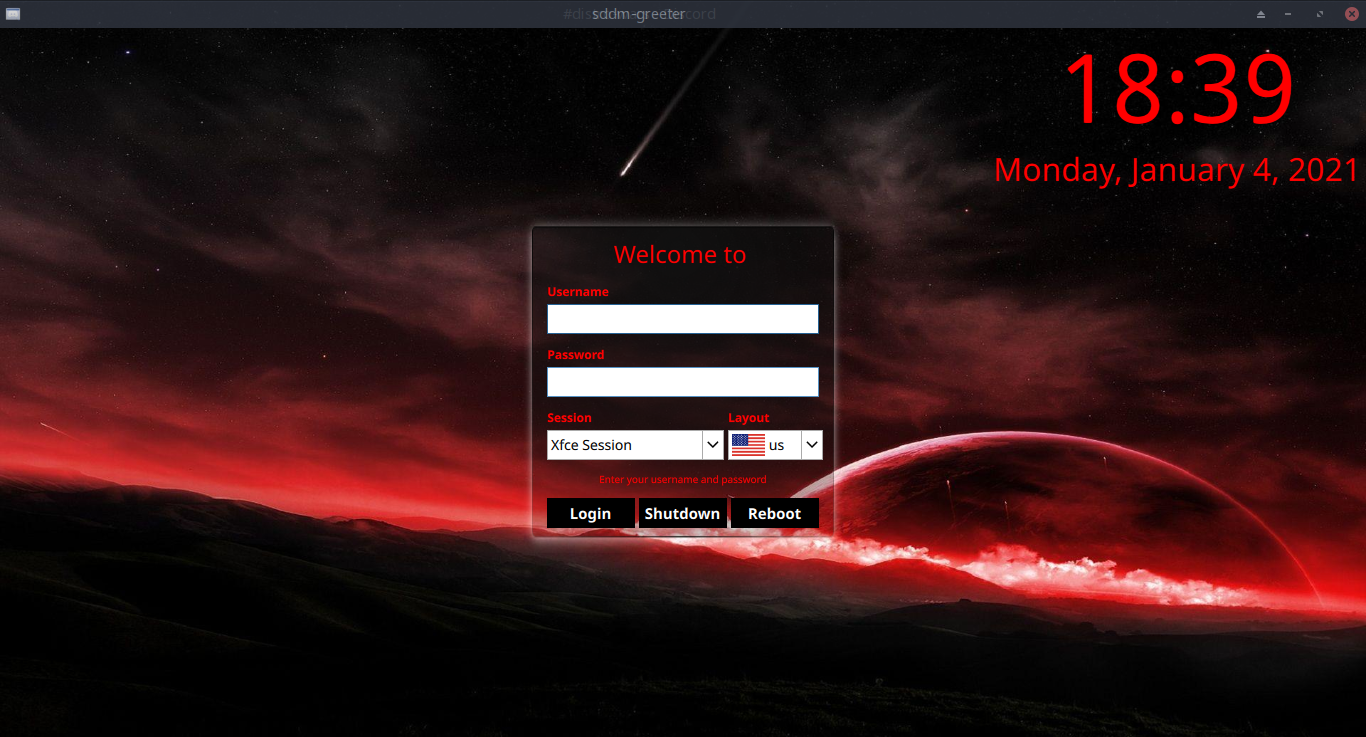 sddm-greeter
18:39
Monday, January 4, 2021
Welcome to
Username
Password
Session Layout
Xfce Session us
Enter your username and password
Login Shutdown Reboot